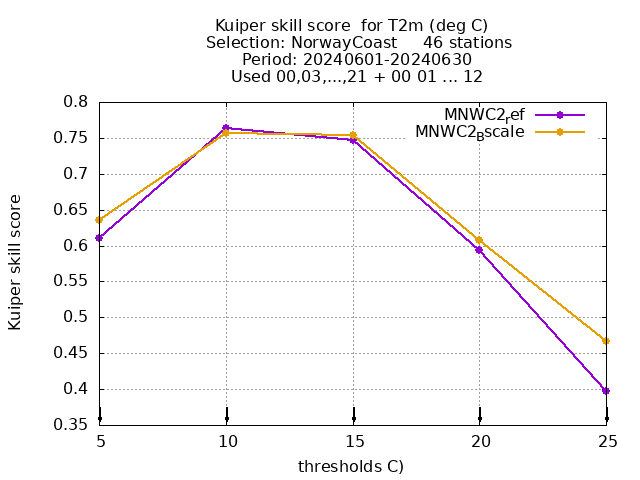 Kuiper skill score  for T2m (deg C)
Selection: NorwayCoast     46 stations
Period: 20240601-20240630
Used 00,03,...,21 + 00 01 ... 12
MNWC2_ref
MNWC2_Bscale
0.8
0.75
0.7
0.65
0.6
0.55
0.5
0.45
0.4
0.35
Kuiper skill score
5
10
15
20
25
thresholds C)